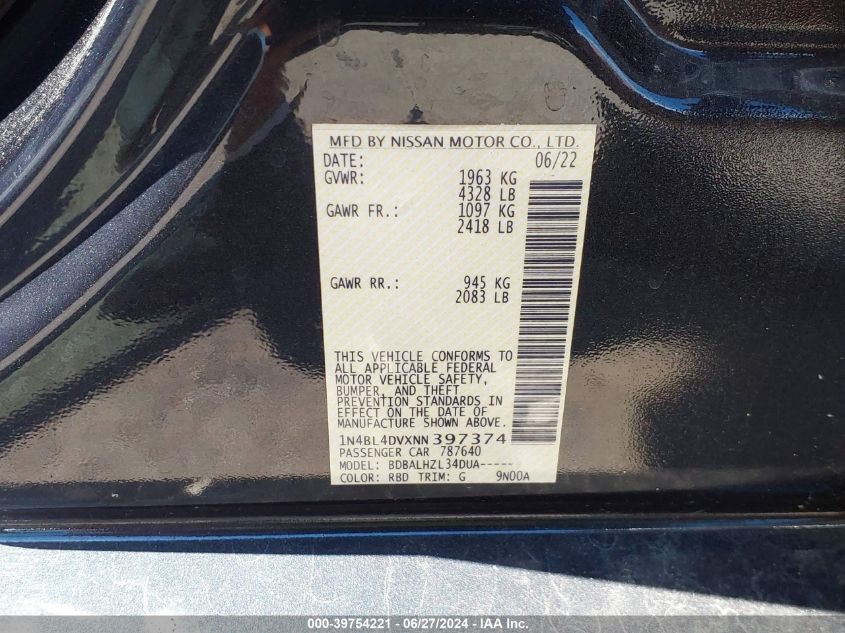 MFD BY NISSAN MOTOR CO., LTD.
DATE: 06/22
GVWR: 1963 KG
4328 LB
GAWR FR.: 1097 KG
2418 LB
GAWR RR.: 945 KG
2083 LB
THIS VEHICLE CONFORMS TO
ALL APPLICABLE FEDERAL
MOTOR VEHICLE SAFETY,
BUMPER, AND THEFT
PREVENTION STANDARDS IN
EFFECT ON THE DATE OF
MANUFACTURE SHOWN ABOVE.
1N4BL4DVXNN397374
PASSENGER CAR 787640
MODEL: BDBALHZL34DUA-----
COLOR: RBD TRIM: G 9N00A
000-39754221 - 06/27/2024 - IAA Inc.